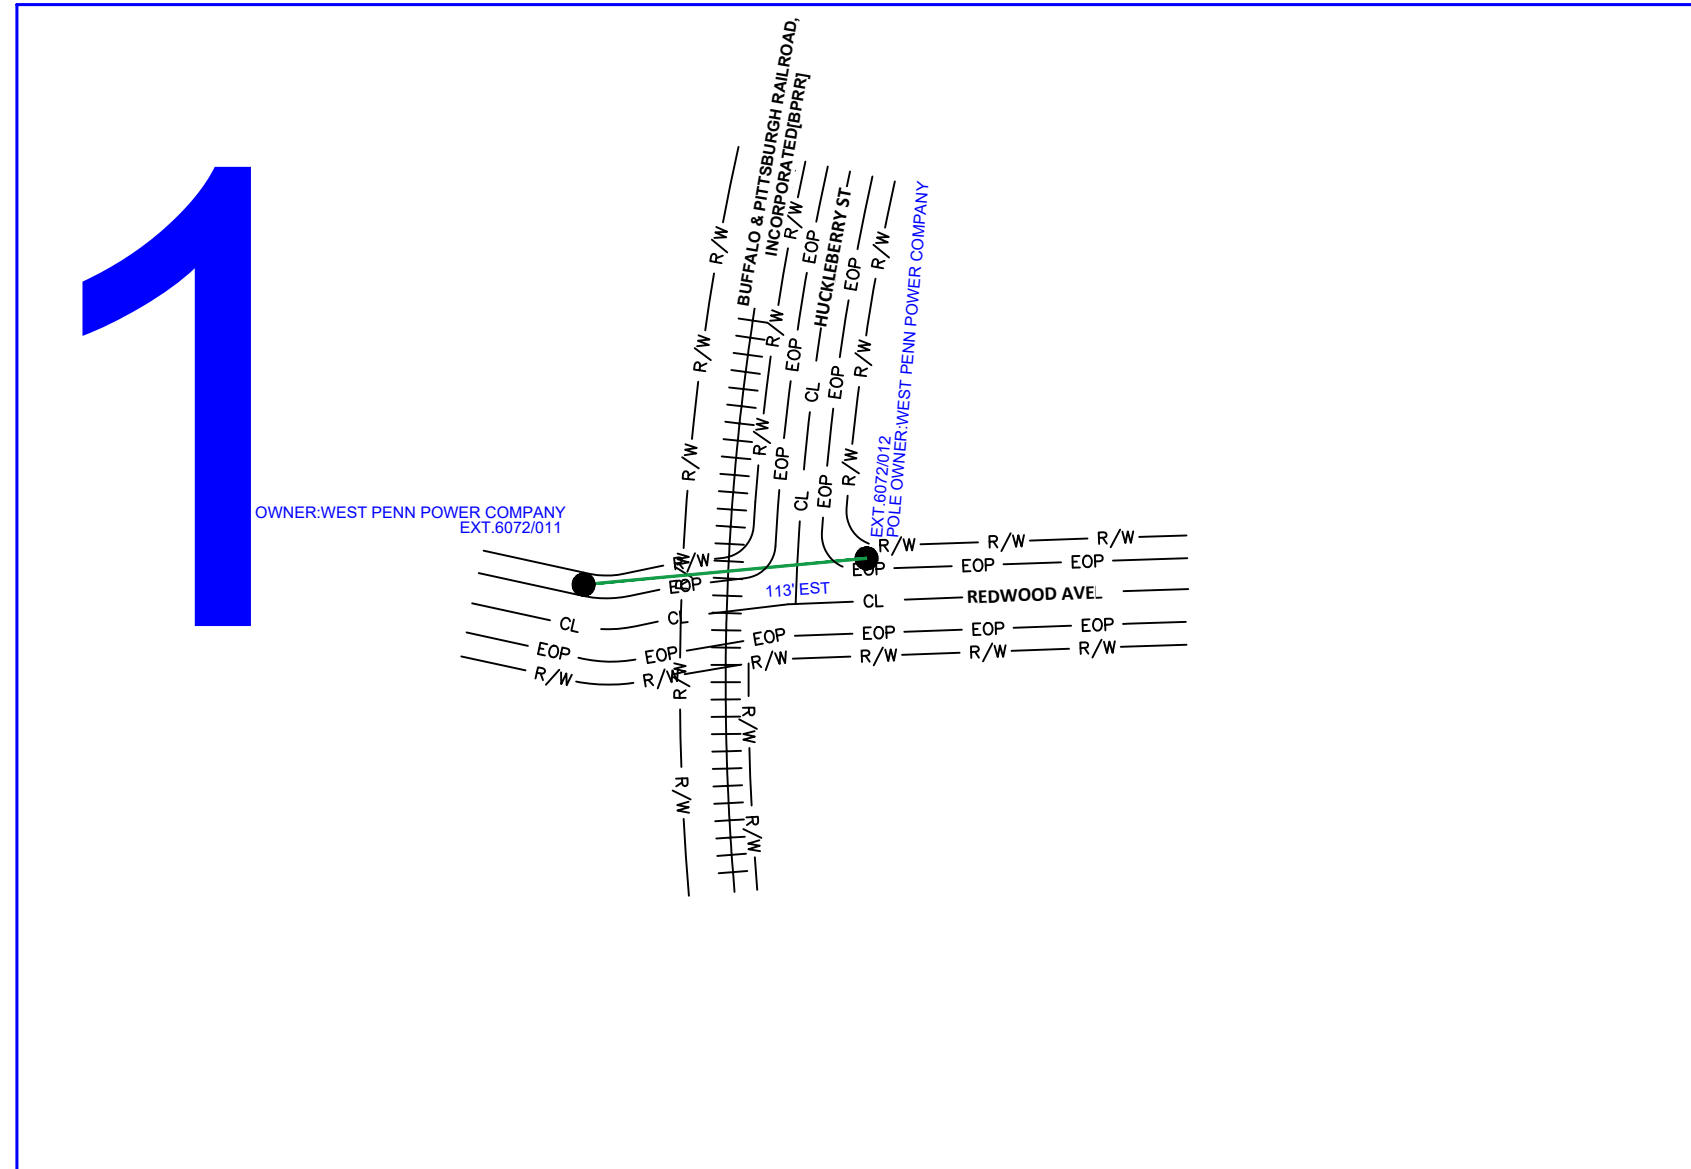 1
BUFFALO & PITTSBURGH RAILROAD,
INCORPORATED[BPRR]
HUCKLEBERRY ST
EXT.6072/012
POLE OWNER:WEST PENN POWER COMPANY
OWNER:WEST PENN POWER COMPANY
EXT.6072/011
113' EST
REDWOOD AVE
R/W
R/W
R/W
R/W
R/W
R/W
R/W
EOP
EOP
EOP
CL
CL
EOP
EOP
EOP
R/W
R/W
R/W
R/W
R/W
R/W
R/W
EOP
EOP
EOP
EOP
R/W
CL
CL
CL
EOP
EOP
EOP
EOP
EOP
EOP
R/W
R/W
R/W
R/W
R/W
R/W
R/W
R/W
R/W
R/W